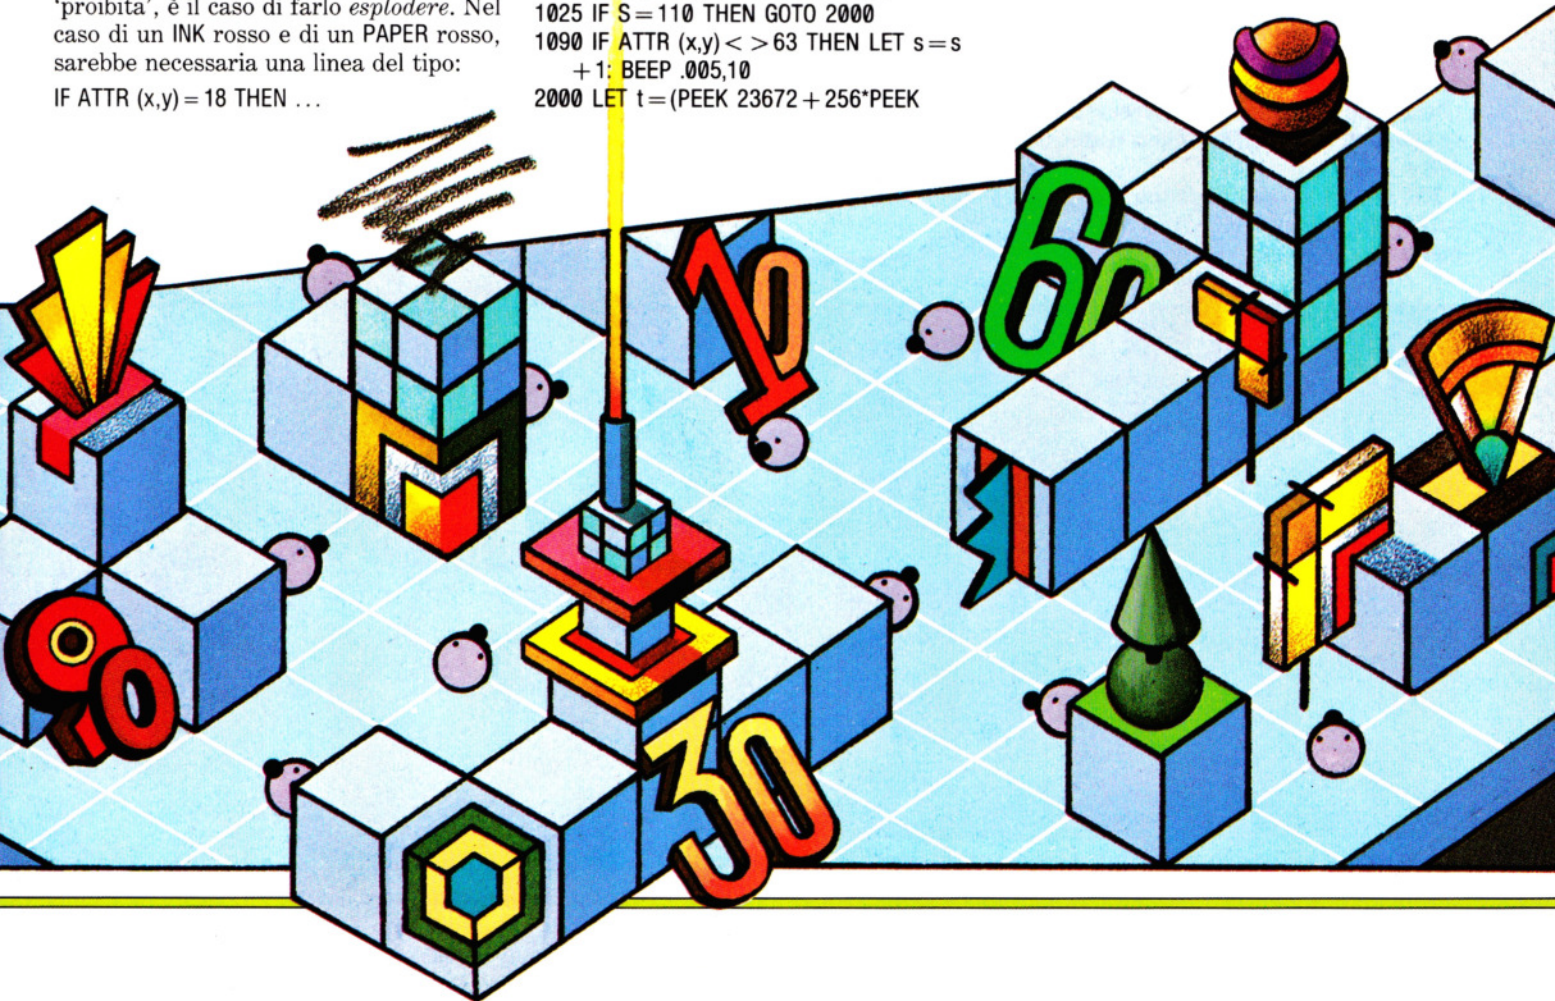 'proibita', è il caso di farlo esplodere. Nel
caso di un INK rosso e di un PAPER rosso,
sarebbe necessaria una linea del tipo:
IF ATTR (x,y) = 18 THEN ...
1025 IF S = 110 THEN GOTO 2000
1090 IF ATTR (x,y) < > 63 THEN LET s = s
+ 1: BEEP .005,10
2000 LET t = (PEEK 23672 + 256*PEEK
10
60
90
30